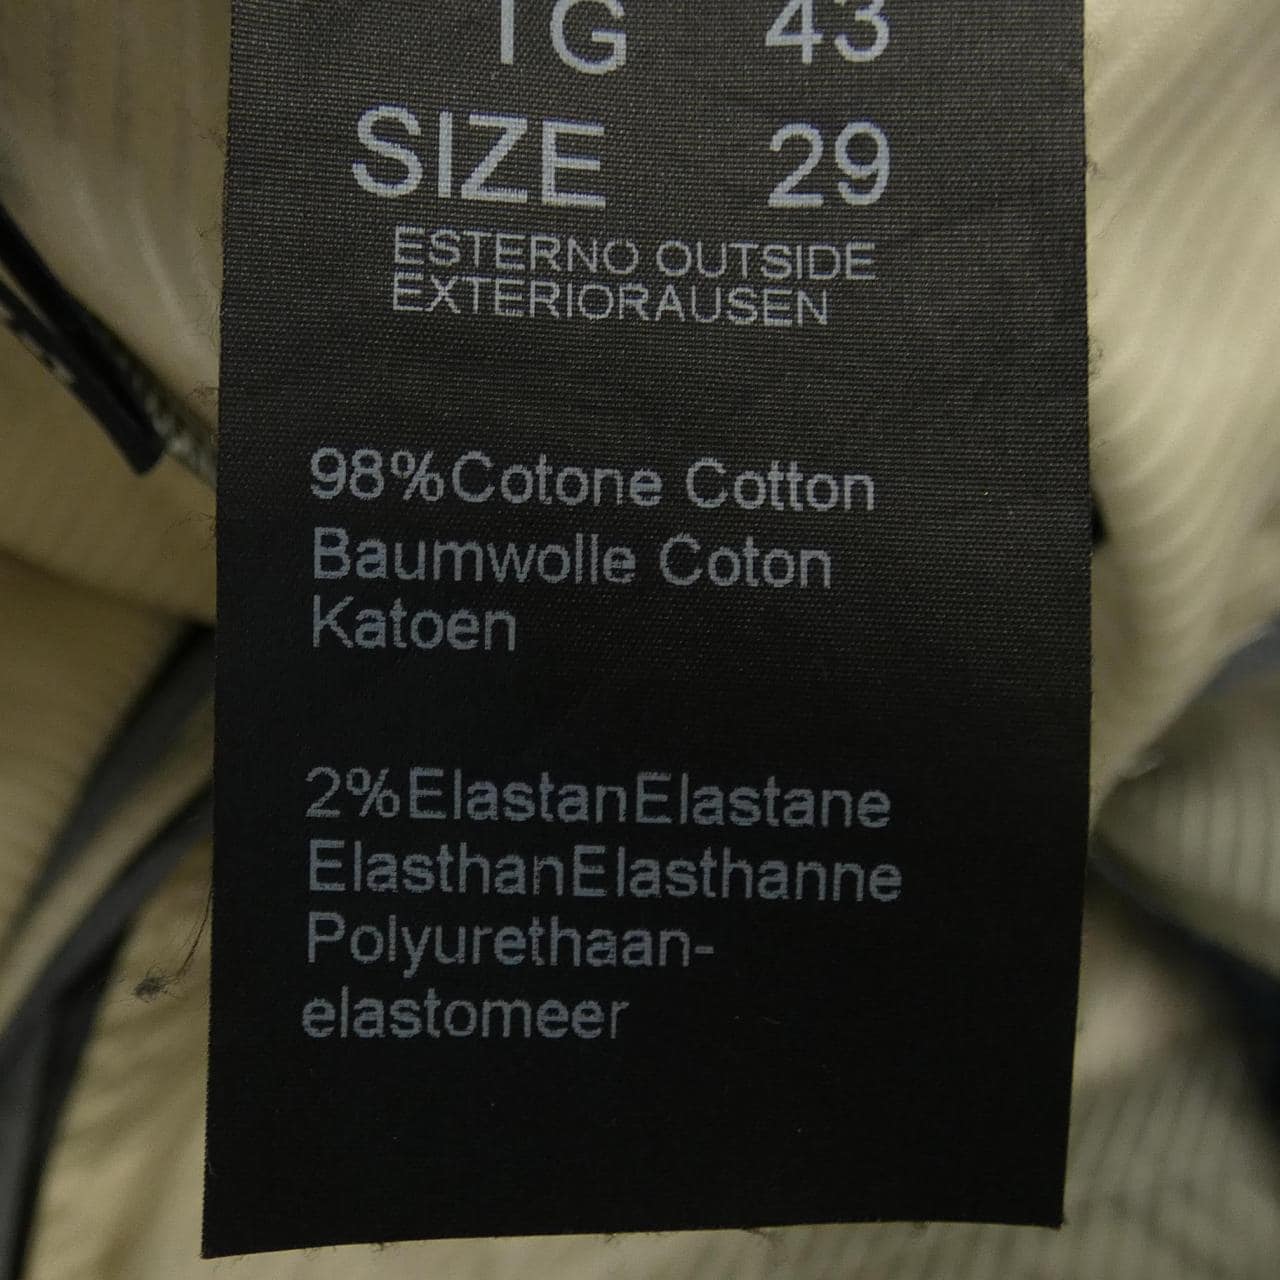 TG 43
SIZE 29
ESTERNO OUTSIDE
EXTERIORAUSEN
98%Cotone Cotton
Baumwolle Coton
Katoen
2%ElastanElastane
ElasthanElasthanne
Polyurethaan-
elastomeer